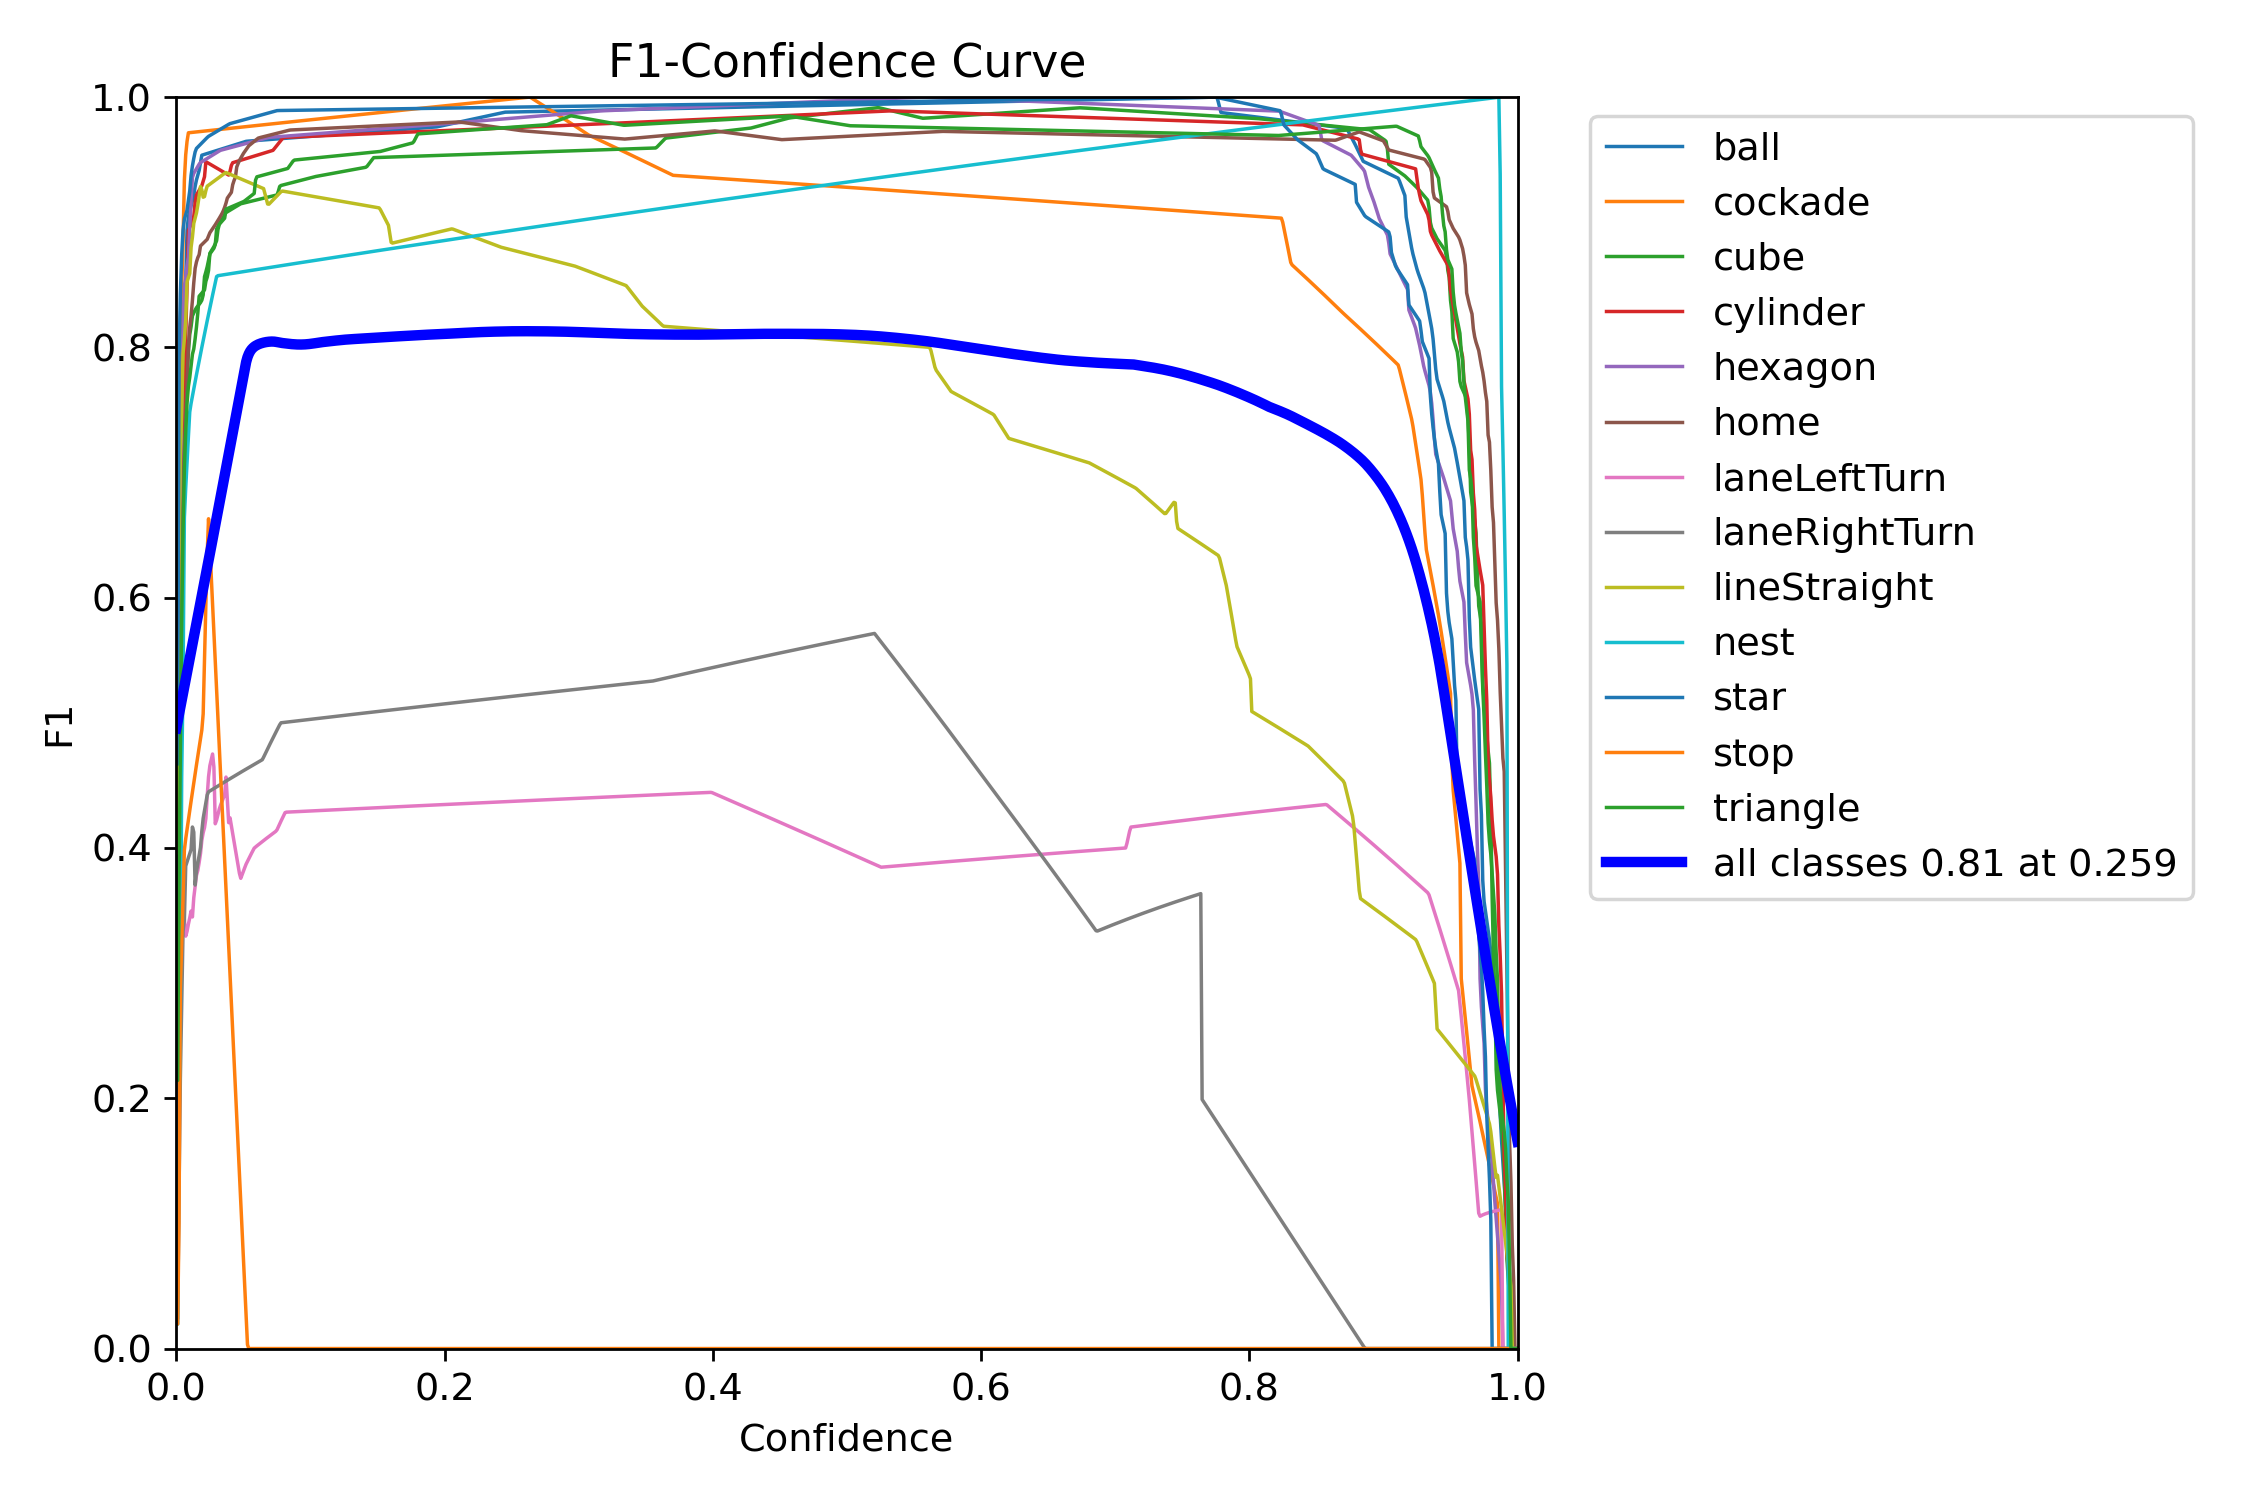 F1-Confidence Curve
1.0
0.8
0.6
0.4
0.2
0.0
F1
0.0 0.2 0.4 0.6 0.8 1.0
Confidence
ball
cockade
cube
cylinder
hexagon
home
laneLeftTurn
laneRightTurn
lineStraight
nest
star
stop
triangle
all classes 0.81 at 0.259